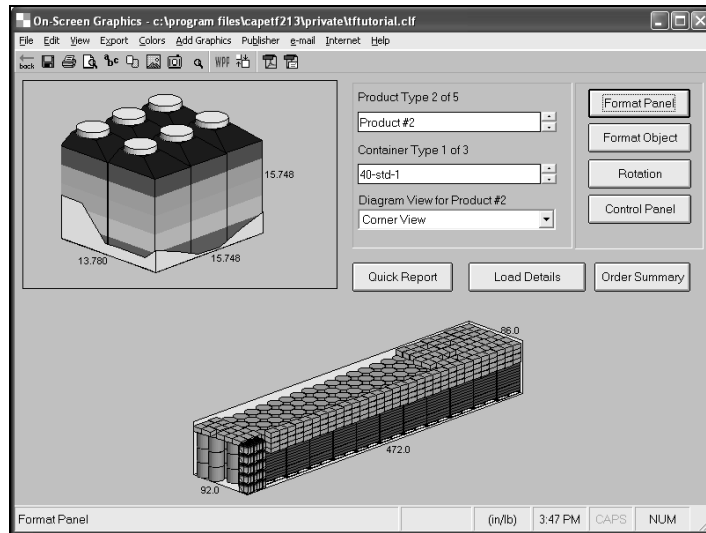 On-Screen Graphics - c:\program files\capetf213\private\tftutorial.clf
File Edit View Export Colors Add Graphics Publisher e-mail Internet Help
back abc WPF
Product Type 2 of 5
Product #2
Container Type 1 of 3
40-std-1
Diagram View for Product #2
Corner View
Format Panel
Format Object
Rotation
Control Panel
15.748
13.780
15.748
Quick Report Load Details Order Summary
86.0
472.0
92.0
Format Panel (in/lb) 3:47 PM CAPS NUM